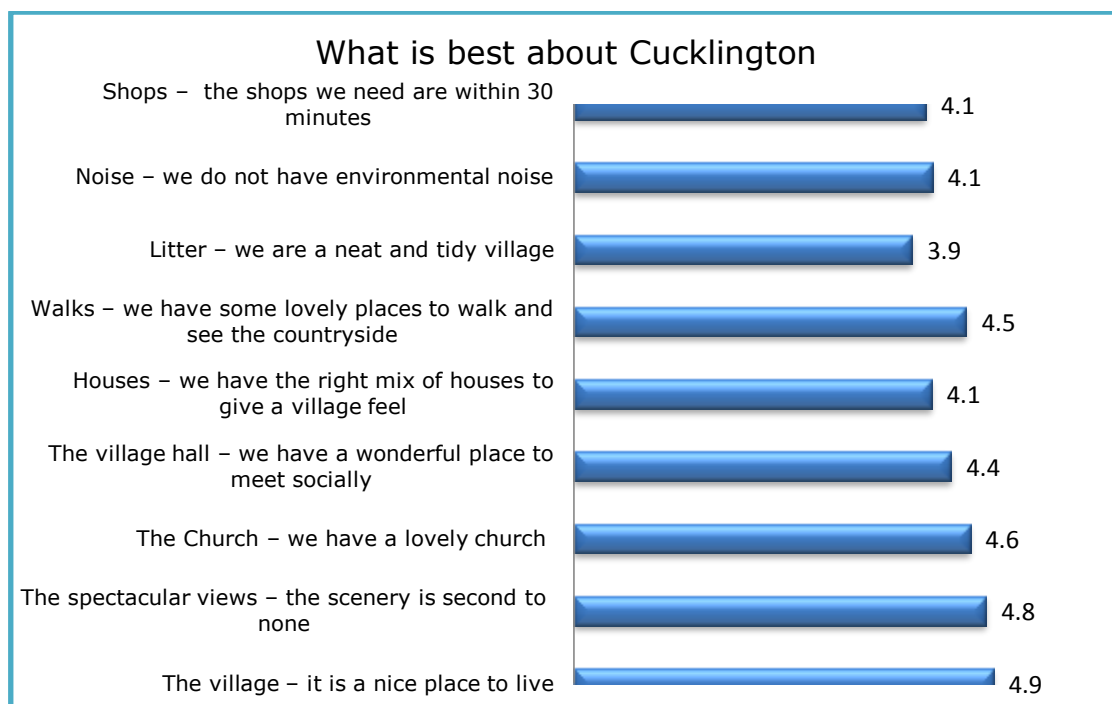 What is best about Cucklington
Shops – the shops we need are within 30
minutes
4.1
Noise – we do not have environmental noise
4.1
Litter – we are a neat and tidy village
3.9
Walks – we have some lovely places to walk and
see the countryside
4.5
Houses – we have the right mix of houses to
give a village feel
4.1
The village hall – we have a wonderful place to
meet socially
4.4
The Church – we have a lovely church
4.6
The spectacular views – the scenery is second to
none
4.8
The village – it is a nice place to live
4.9